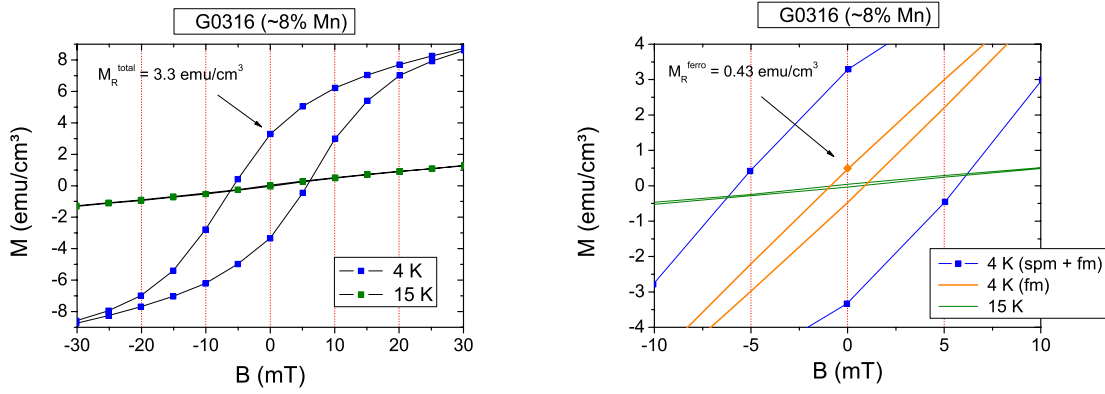 G0316 (~8% Mn)
M_R^total = 3.3 emu/cm³
M (emu/cm³)
8
6
4
2
0
-2
-4
-6
-8
-30 -20 -10 0 10 20 30
B (mT)
4 K
15 K
G0316 (~8% Mn)
M_R^ferro = 0.43 emu/cm³
M (emu/cm³)
4
3
2
1
0
-1
-2
-3
-4
-10 -5 0 5 10
B (mT)
4 K (spm + fm)
4 K (fm)
15 K